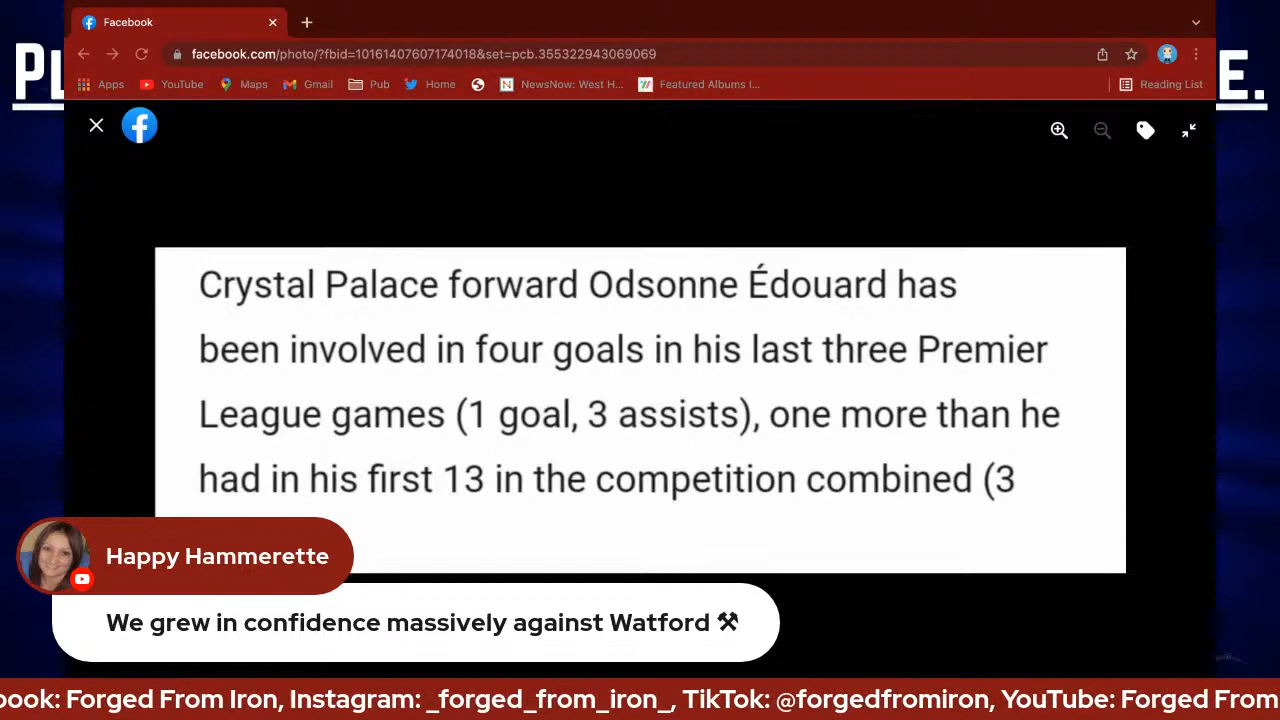 Facebook
facebook.com/photo/?fbid=10161407607174018&set=pcb.355322943069069
Apps YouTube Maps Gmail Pub Home NewsNow: West H... Featured Albums I... Reading List
PL
E.
Crystal Palace forward Odsonne Édouard has
been involved in four goals in his last three Premier
League games (1 goal, 3 assists), one more than he
had in his first 13 in the competition combined (3
Happy Hammerette
We grew in confidence massively against Watford ⚒
book: Forged From Iron, Instagram: _forged_from_iron_, TikTok: @forgedfromiron, YouTube: Forged From